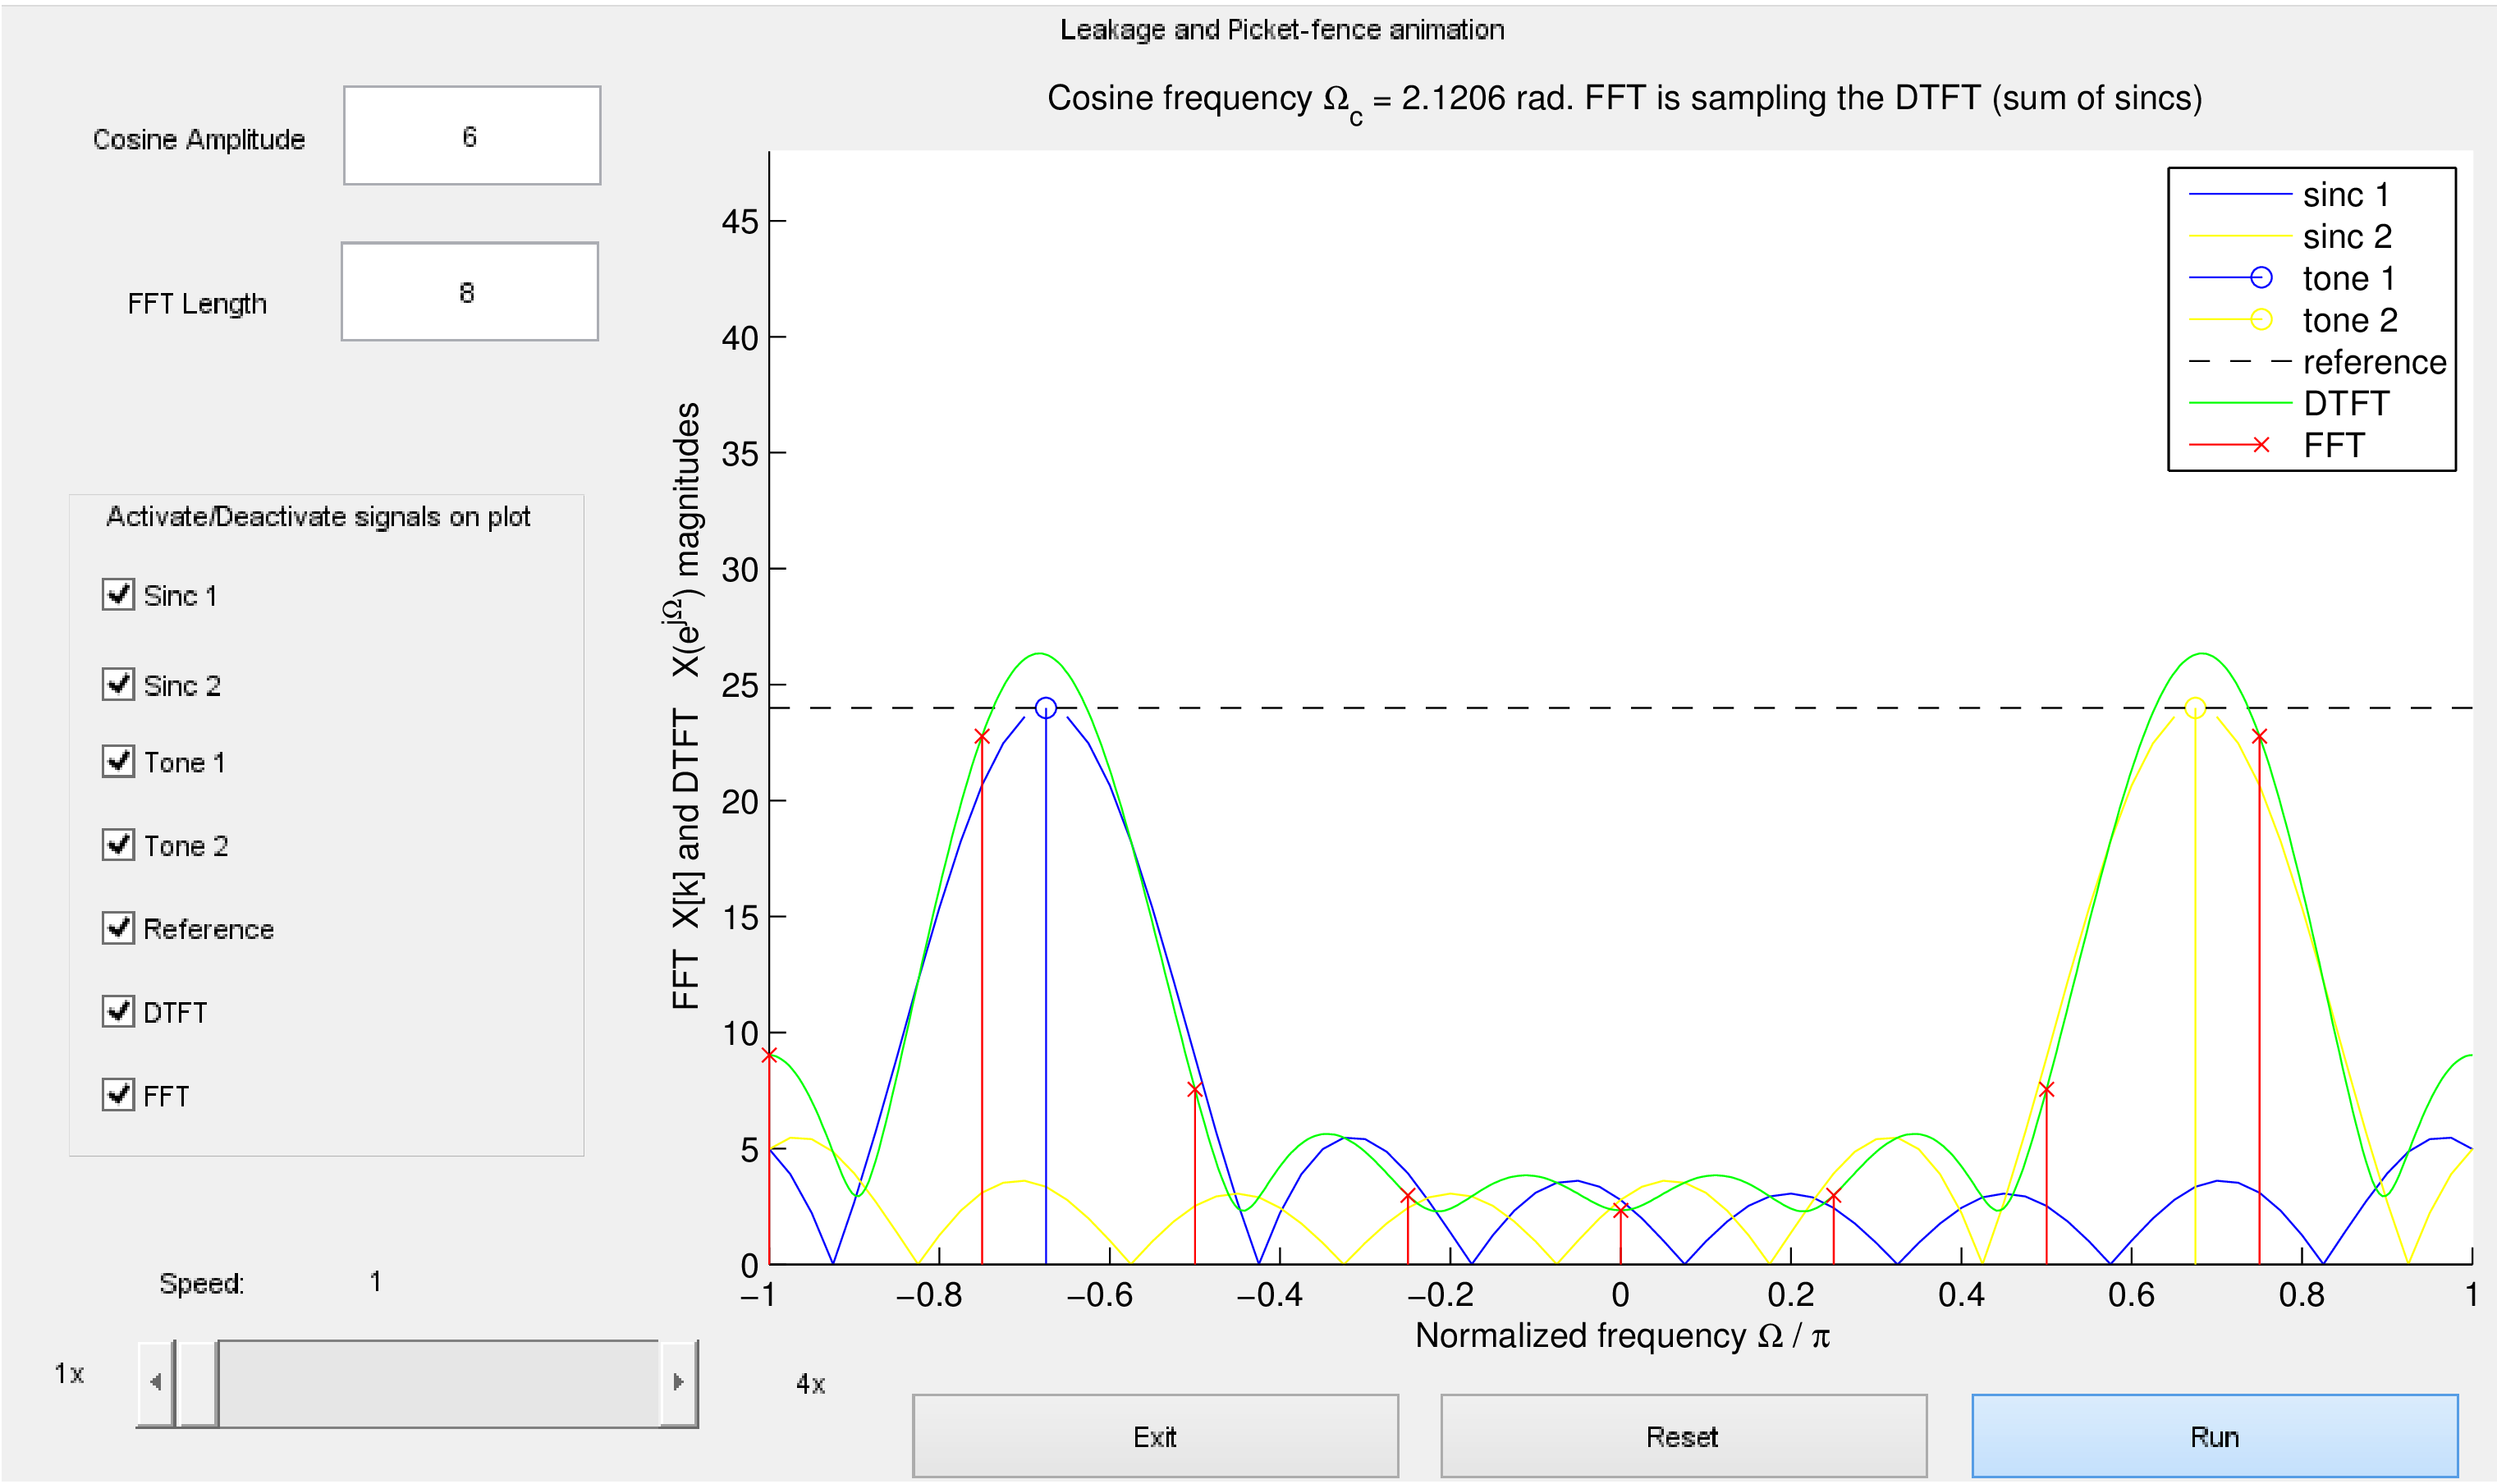 Leakage and Picket-fence animation
Cosine frequency Ωc = 2.1206 rad. FFT is sampling the DTFT (sum of sincs)
Cosine Amplitude
6
FFT Length
8
Activate/Deactivate signals on plot
Sinc 1
Sinc 2
Tone 1
Tone 2
Reference
DTFT
FFT
Speed:
1
1x
4x
FFT X[k] and DTFT X(e^jΩ) magnitudes
45
40
35
30
25
20
15
10
5
0
−1
−0.8
−0.6
−0.4
−0.2
0
0.2
0.4
0.6
0.8
1
Normalized frequency Ω / π
sinc 1
sinc 2
tone 1
tone 2
reference
DTFT
FFT
Exit
Reset
Run